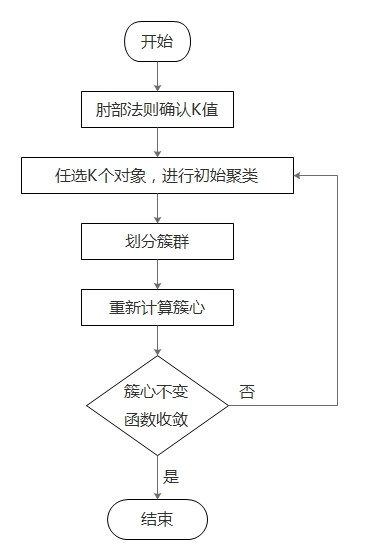 开始
肘部法则确认K值
任选K个对象，进行初始聚类
划分簇群
重新计算簇心
簇心不变
函数收敛
否
是
结束